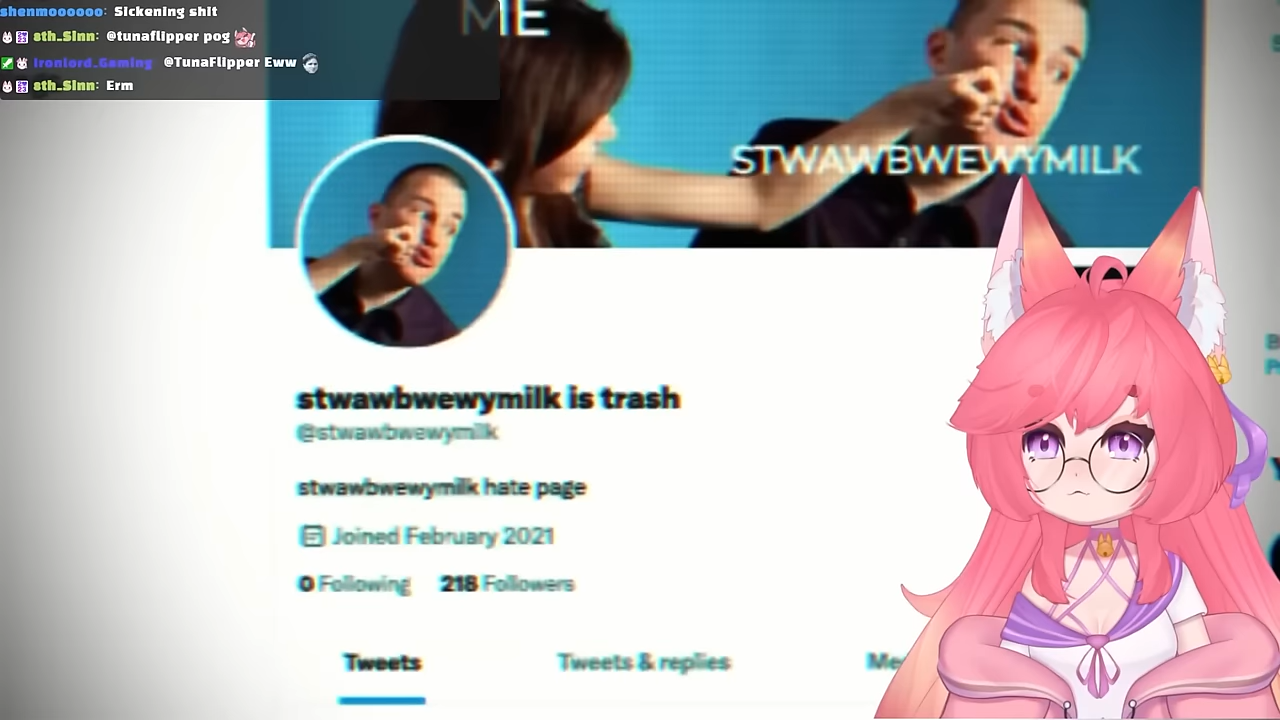 shenmoooooo: Sickening shit
sth_Sinn: @tunaflipper pog
Ironlord_Gaming @TunaFlipper Eww
sth_Sinn: Erm
ME
STWAWBWEWYMILK
stwawbwewymilk is trash
@stwawbwewymilk
stwawbwewymilk hate page
Joined February 2021
0 Following 218 Followers
Tweets Tweets & replies Me